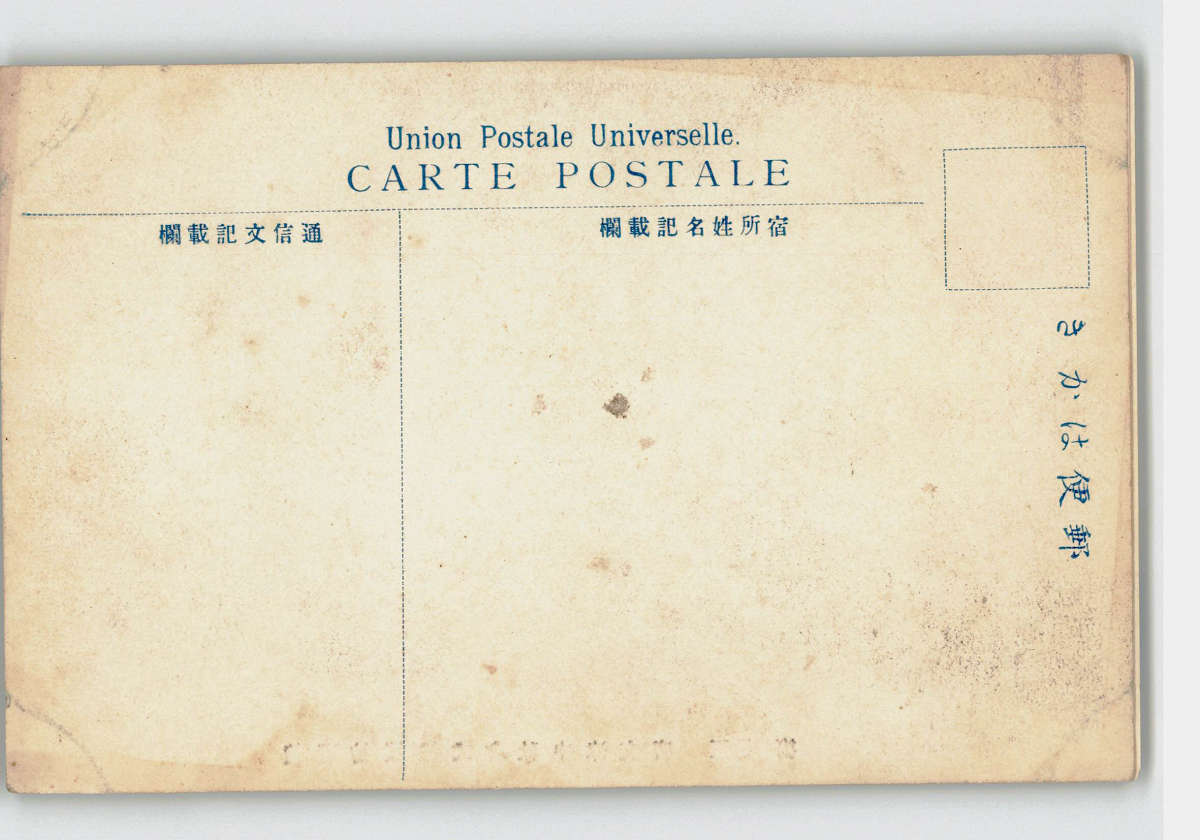 Union Postale Universelle.
CARTE POSTALE
宿所姓名記載欄
通信文記載欄
郵便はかき